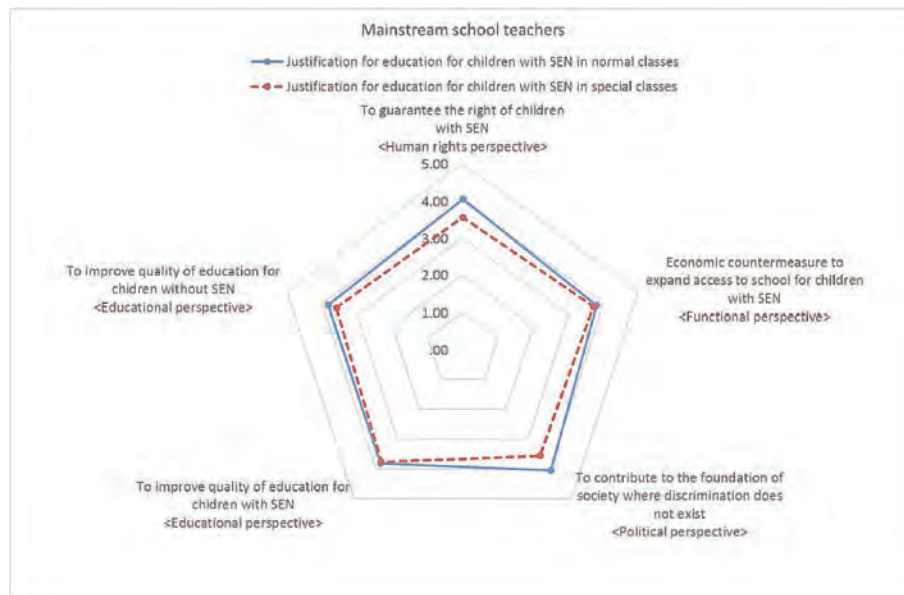 Mainstream school teachers
Justification for education for children with SEN in normal classes
Justification for education for children with SEN in special classes
To guarantee the right of children
with SEN
<Human rights perspective>
5.00
4.00
3.00
2.00
1.00
.00
Economic countermeasure to
expand access to school for children
with SEN
<Functional perspective>
To contribute to the foundation of
society where discrimination does
not exist
<Political perspective>
To improve quality of education for
chidren with SEN
<Educational perspective>
To improve quality of education for
chidren without SEN
<Educational perspective>